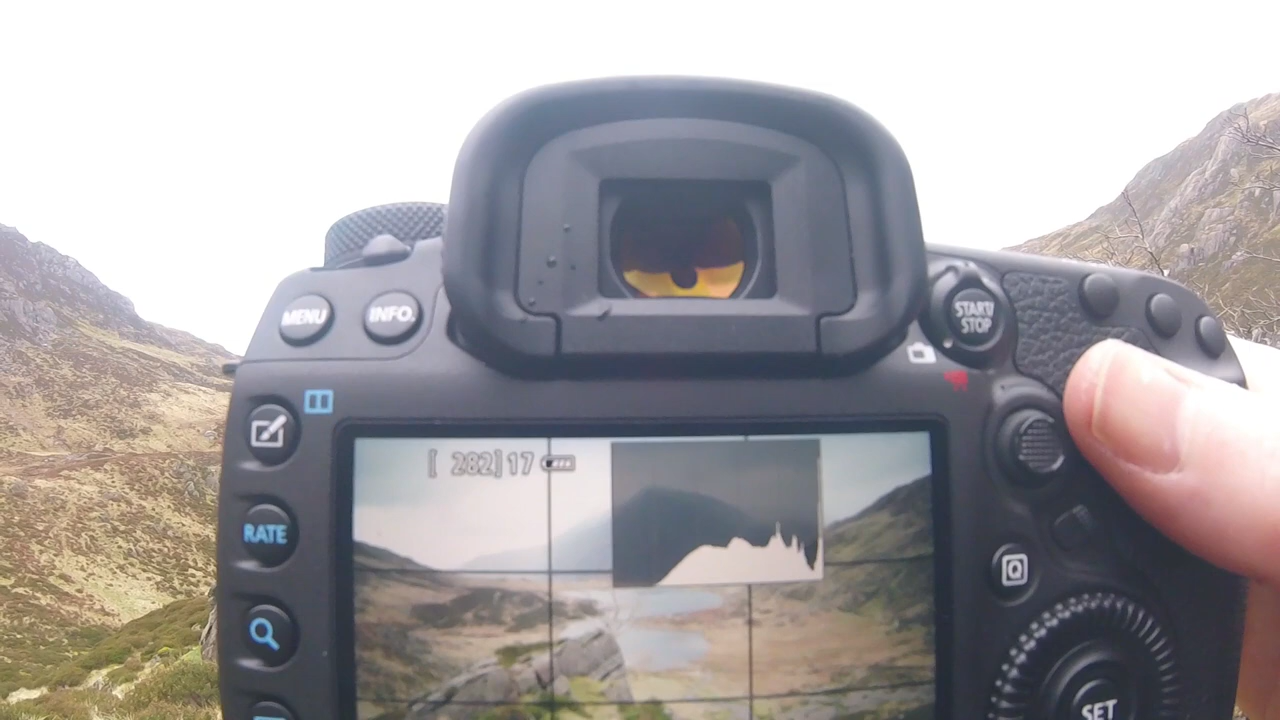 MENU
INFO.
START/
STOP
RATE
[ 282]17
Q
SET